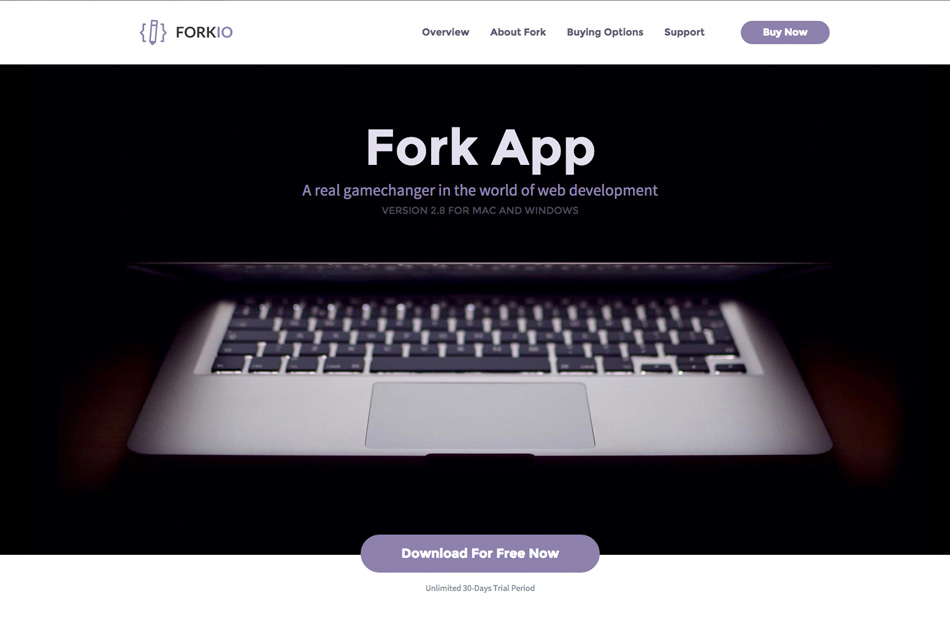 FORKIO
Overview
About Fork
Buying Options
Support
Buy Now
Fork App
A real gamechanger in the world of web development
VERSION 2.8 FOR MAC AND WINDOWS
Download For Free Now
Unlimited 30-Days Trial Period